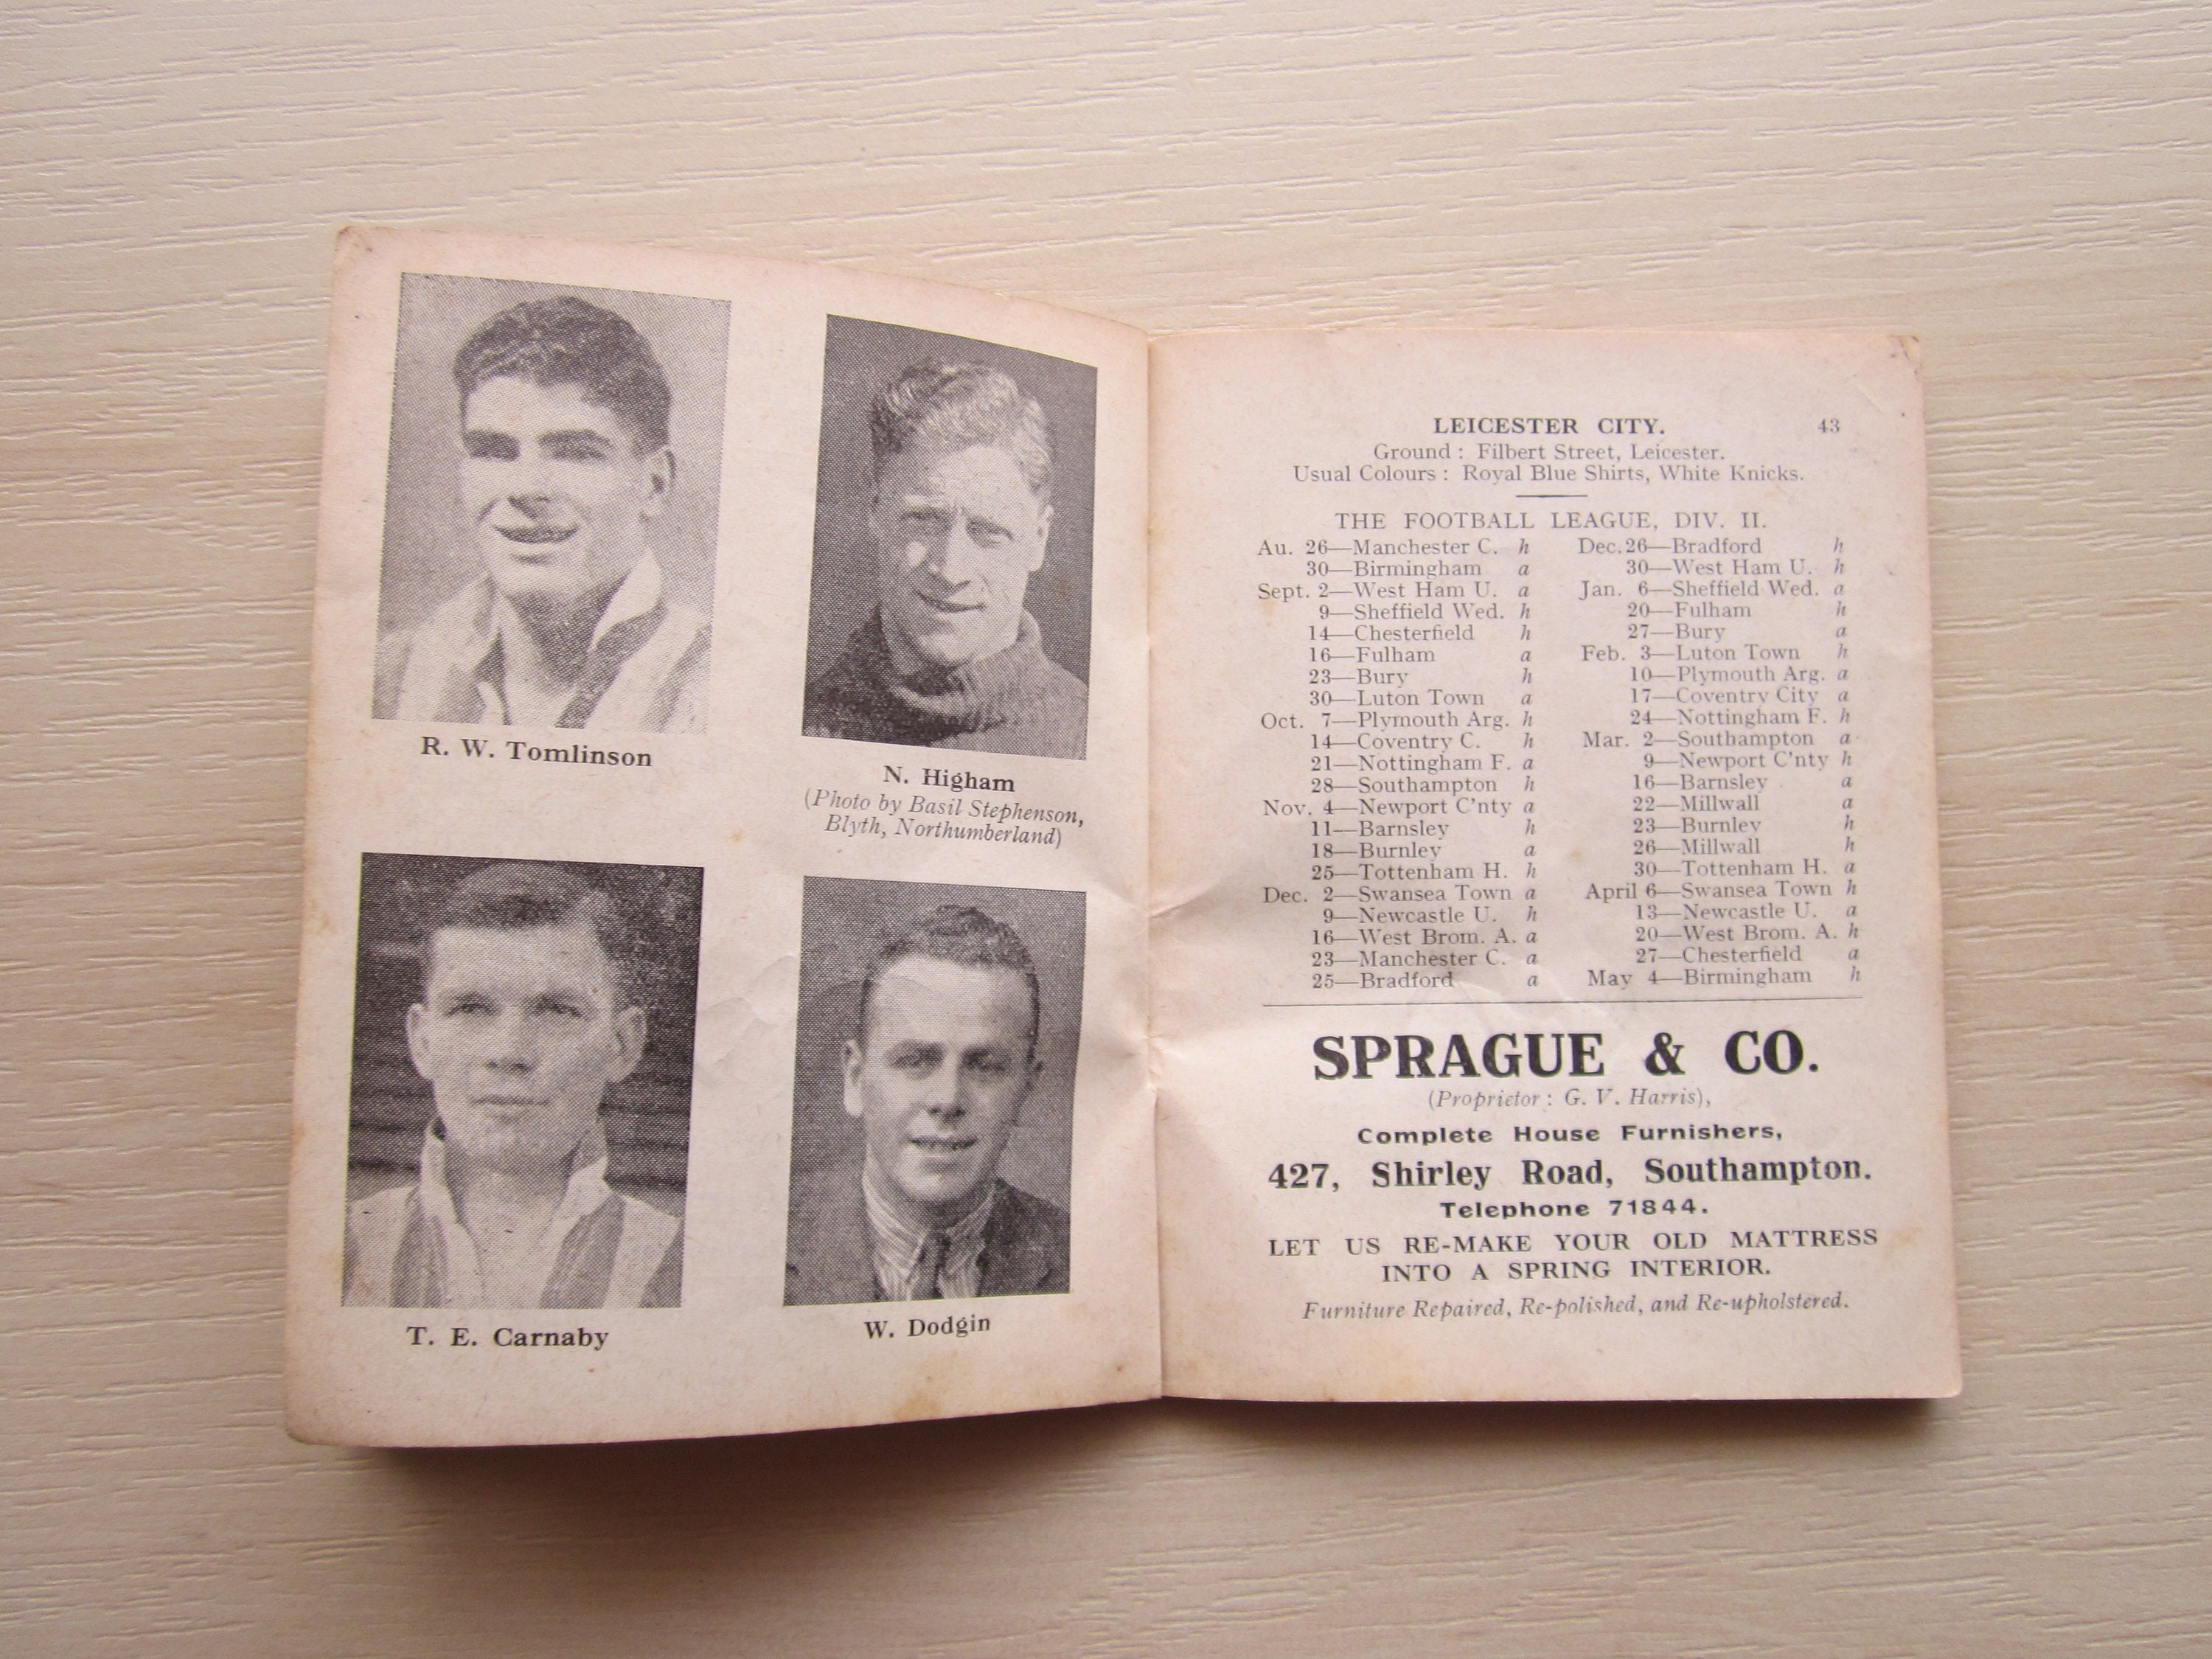 R. W. Tomlinson
N. Higham
(Photo by Basil Stephenson,
Blyth, Northumberland)
T. E. Carnaby
W. Dodgin
LEICESTER CITY. 43
Ground : Filbert Street, Leicester.
Usual Colours : Royal Blue Shirts, White Knicks.
THE FOOTBALL LEAGUE, DIV. II.
Au. 26—Manchester C. h
30—Birmingham a
Sept. 2—West Ham U. a
9—Sheffield Wed. h
14—Chesterfield h
16—Fulham a
23—Bury h
30—Luton Town a
Oct. 7—Plymouth Arg. h
14—Coventry C. h
21—Nottingham F. a
28—Southampton h
Nov. 4—Newport C'nty a
11—Barnsley h
18—Burnley a
25—Tottenham H. h
Dec. 2—Swansea Town a
9—Newcastle U. h
16—West Brom. A. a
23—Manchester C. a
25—Bradford a
Dec. 26—Bradford h
30—West Ham U. h
Jan. 6—Sheffield Wed. a
20—Fulham h
27—Bury a
Feb. 3—Luton Town h
10—Plymouth Arg. a
17—Coventry City a
24—Nottingham F. h
Mar. 2—Southampton a
9—Newport C'nty h
16—Barnsley a
22—Millwall a
23—Burnley h
26—Millwall h
30—Tottenham H. a
April 6—Swansea Town h
13—Newcastle U. a
20—West Brom. A. h
27—Chesterfield a
May 4—Birmingham h
SPRAGUE & CO.
(Proprietor : G. V. Harris),
Complete House Furnishers,
427, Shirley Road, Southampton.
Telephone 71844.
LET US RE-MAKE YOUR OLD MATTRESS
INTO A SPRING INTERIOR.
Furniture Repaired, Re-polished, and Re-upholstered.